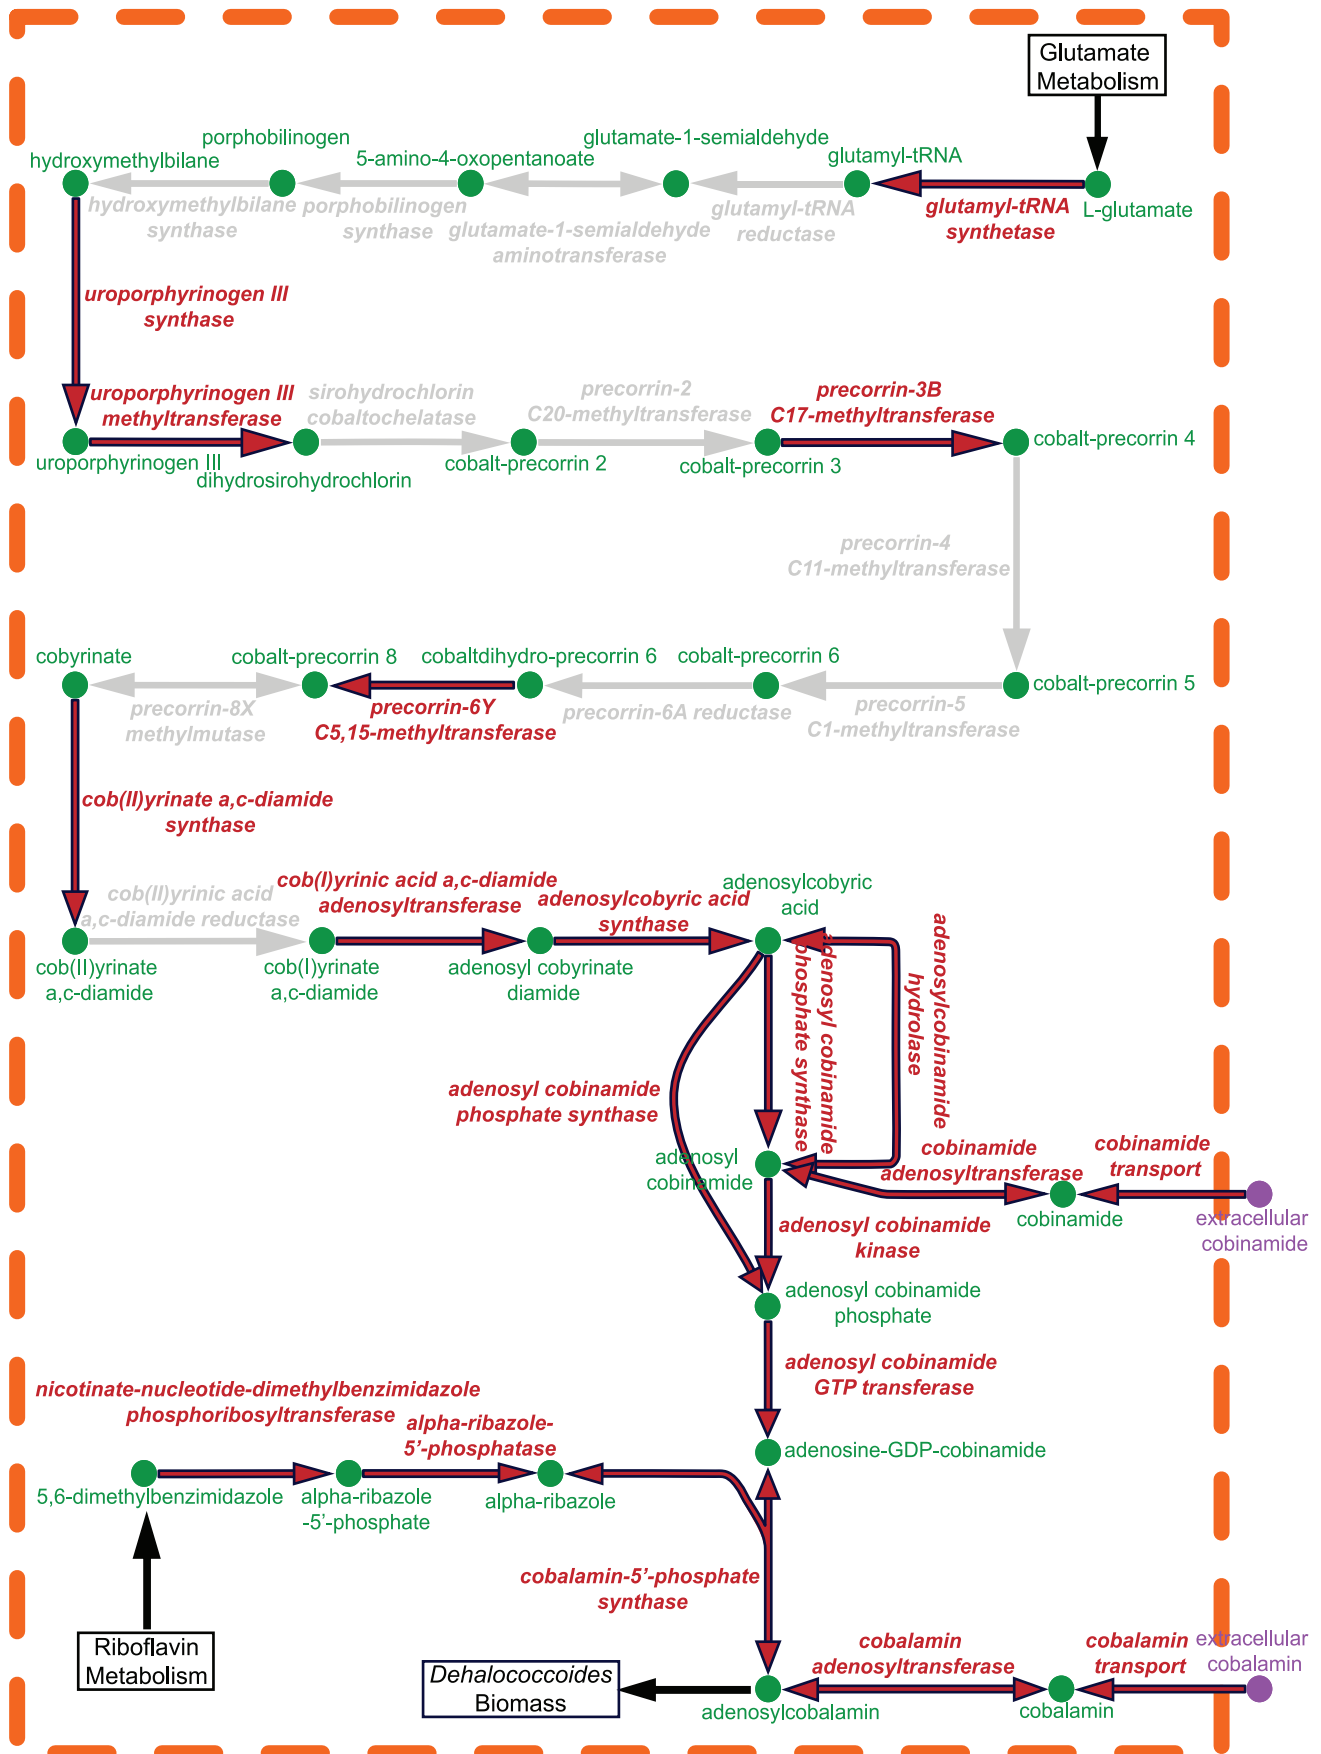 Glutamate
Metabolism
hydroxymethylbilane
porphobilinogen
5-amino-4-oxopentanoate
glutamate-1-semialdehyde
glutamyl-tRNA
L-glutamate
hydroxymethylbilane
synthase
porphobilinogen
synthase
glutamate-1-semialdehyde
aminotransferase
glutamyl-tRNA
reductase
glutamyl-tRNA
synthetase
uroporphyrinogen III
synthase
uroporphyrinogen III
methyltransferase
sirohydrochlorin
cobaltochelatase
precorrin-2
C20-methyltransferase
precorrin-3B
C17-methyltransferase
uroporphyrinogen III
dihydrosirohydrochlorin
cobalt-precorrin 2
cobalt-precorrin 3
cobalt-precorrin 4
precorrin-4
C11-methyltransferase
cobyrinate
cobalt-precorrin 8
cobaltdihydro-precorrin 6
cobalt-precorrin 6
cobalt-precorrin 5
precorrin-8X
methylmutase
precorrin-6Y
C5,15-methyltransferase
precorrin-6A reductase
precorrin-5
C1-methyltransferase
cob(II)yrinate a,c-diamide
synthase
cob(II)yrinic acid
a,c-diamide reductase
cob(I)yrinic acid a,c-diamide
adenosyltransferase
adenosylcobyric acid
synthase
adenosylcobyric
acid
cob(II)yrinate
a,c-diamide
cob(I)yrinate
a,c-diamide
adenosyl cobyrinate
diamide
adenosyl cobinamide
phosphate synthase
adenosylcobinamide
hydrolase
adenosyl cobinamide
phosphate synthase
adenosyl
cobinamide
cobinamide
adenosyltransferase
cobinamide
transport
cobinamide
extracellular
cobinamide
adenosyl cobinamide
kinase
adenosyl cobinamide
phosphate
adenosyl cobinamide
GTP transferase
nicotinate-nucleotide-dimethylbenzimidazole
phosphoribosyltransferase
alpha-ribazole-
5'-phosphatase
adenosine-GDP-cobinamide
5,6-dimethylbenzimidazole
alpha-ribazole
-5'-phosphate
alpha-ribazole
cobalamin-5'-phosphate
synthase
Riboflavin
Metabolism
Dehalococcoides
Biomass
cobalamin
adenosyltransferase
cobalamin
transport
extracellular
cobalamin
adenosylcobalamin
cobalamin